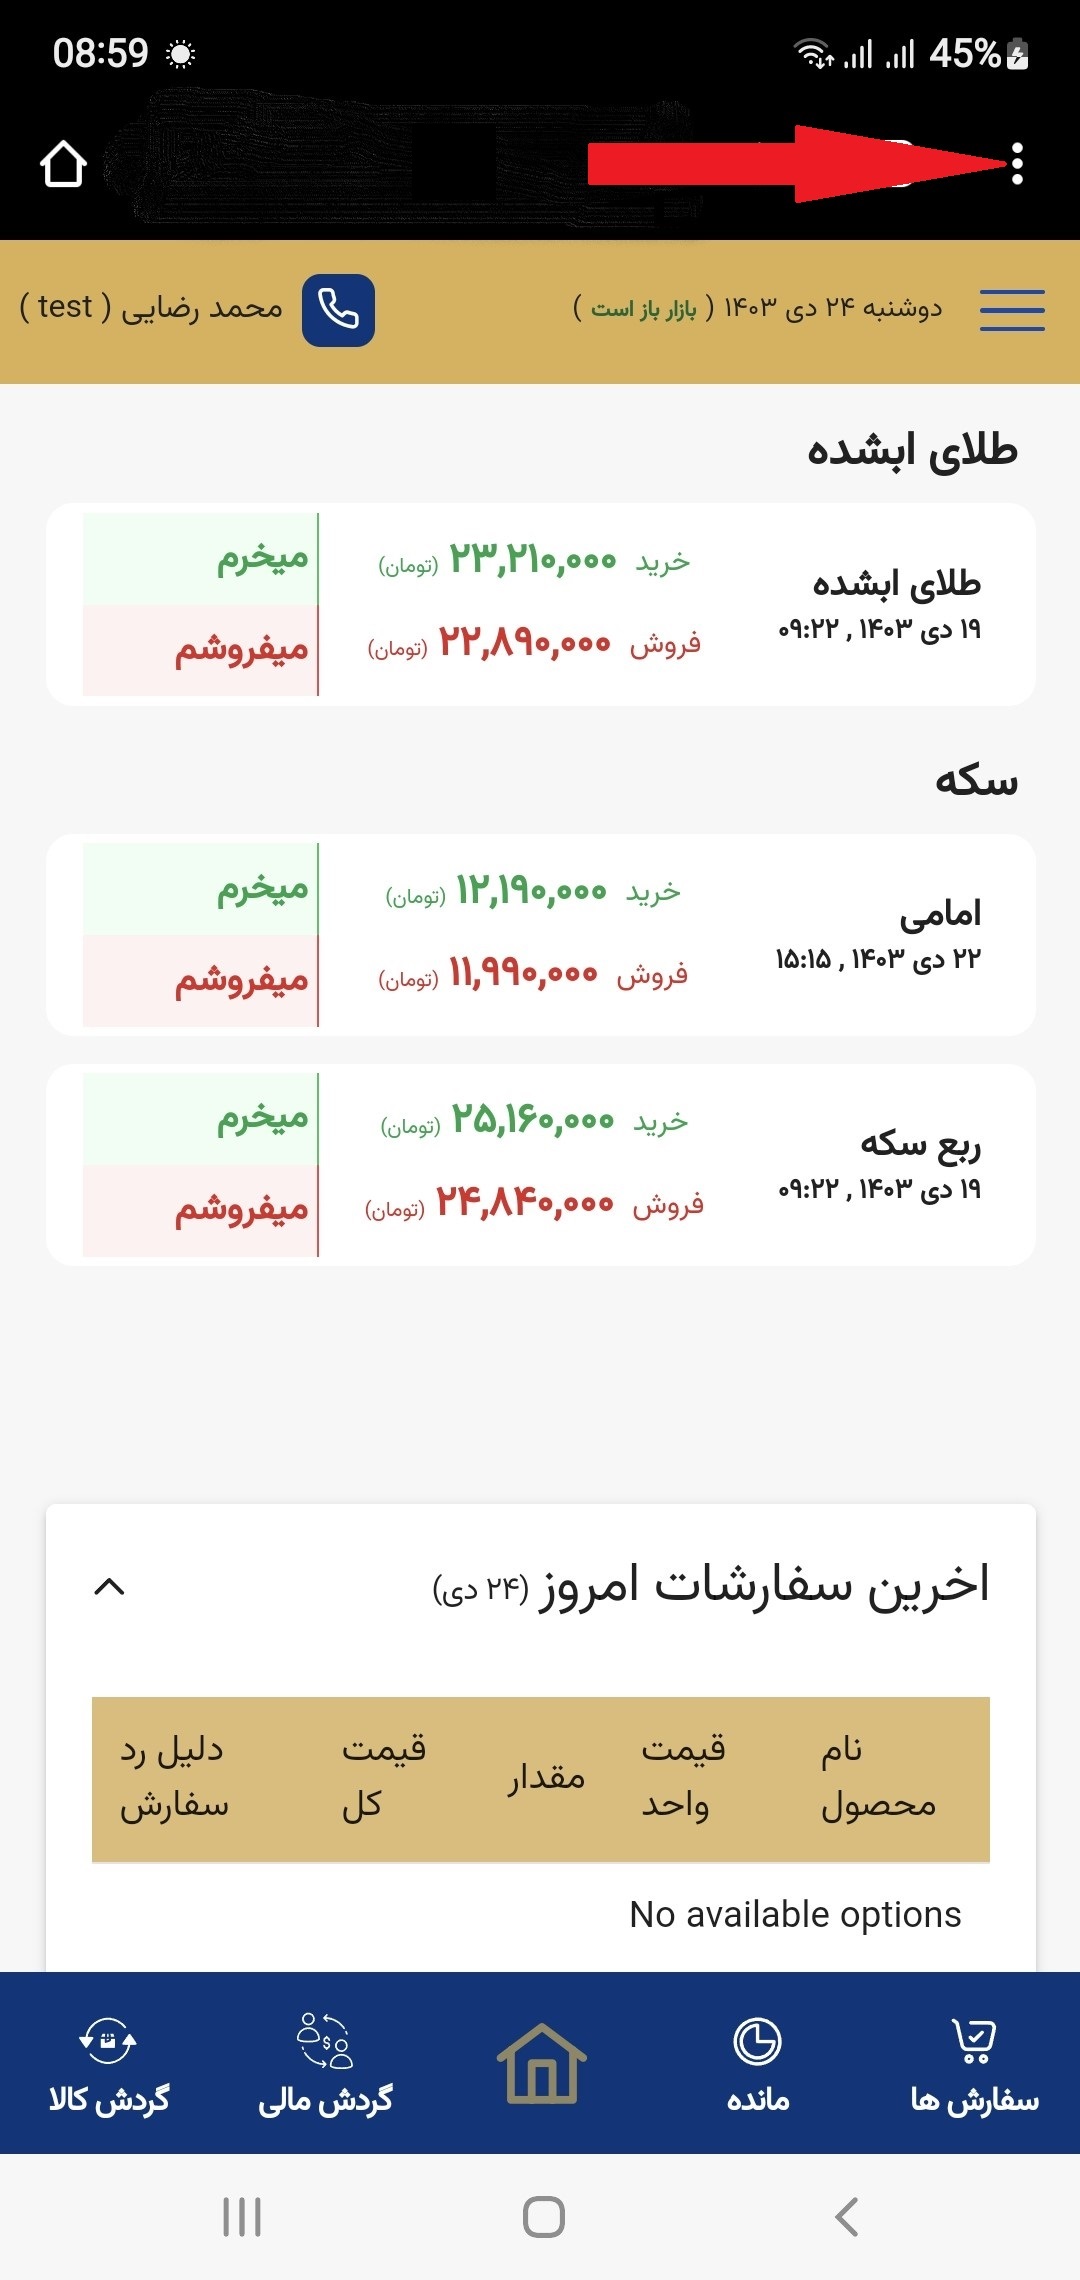 08:59
45%
دوشنبه ۲۴ دی ۱۴۰۳ ( بازار باز است )
محمد رضایی ( test )
طلای ابشده
طلای ابشده
۱۹ دی ۱۴۰۳ , ۰۹:۲۲
خرید ۲۳,۲۱۰,۰۰۰ (تومان)
فروش ۲۲,۸۹۰,۰۰۰ (تومان)
میخرم
میفروشم
سکه
امامی
۲۲ دی ۱۴۰۳ , ۱۵:۱۵
خرید ۱۲,۱۹۰,۰۰۰ (تومان)
فروش ۱۱,۹۹۰,۰۰۰ (تومان)
میخرم
میفروشم
ربع سکه
۱۹ دی ۱۴۰۳ , ۰۹:۲۲
خرید ۲۵,۱۶۰,۰۰۰ (تومان)
فروش ۲۴,۸۴۰,۰۰۰ (تومان)
میخرم
میفروشم
اخرین سفارشات امروز (۲۴ دی)
نام
محصول
قیمت
واحد
مقدار
قیمت
کل
دلیل رد
سفارش
No available options
سفارش ها
مانده
گردش مالی
گردش کالا